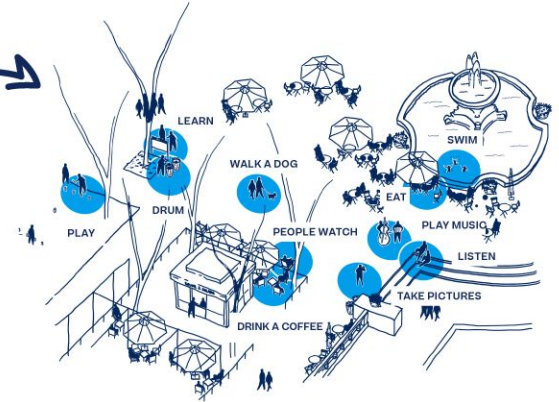 LEARN
SWIM
WALK A DOG
EAT
DRUM
PLAY
PEOPLE WATCH
PLAY MUSIC
LISTEN
TAKE PICTURES
DRINK A COFFEE